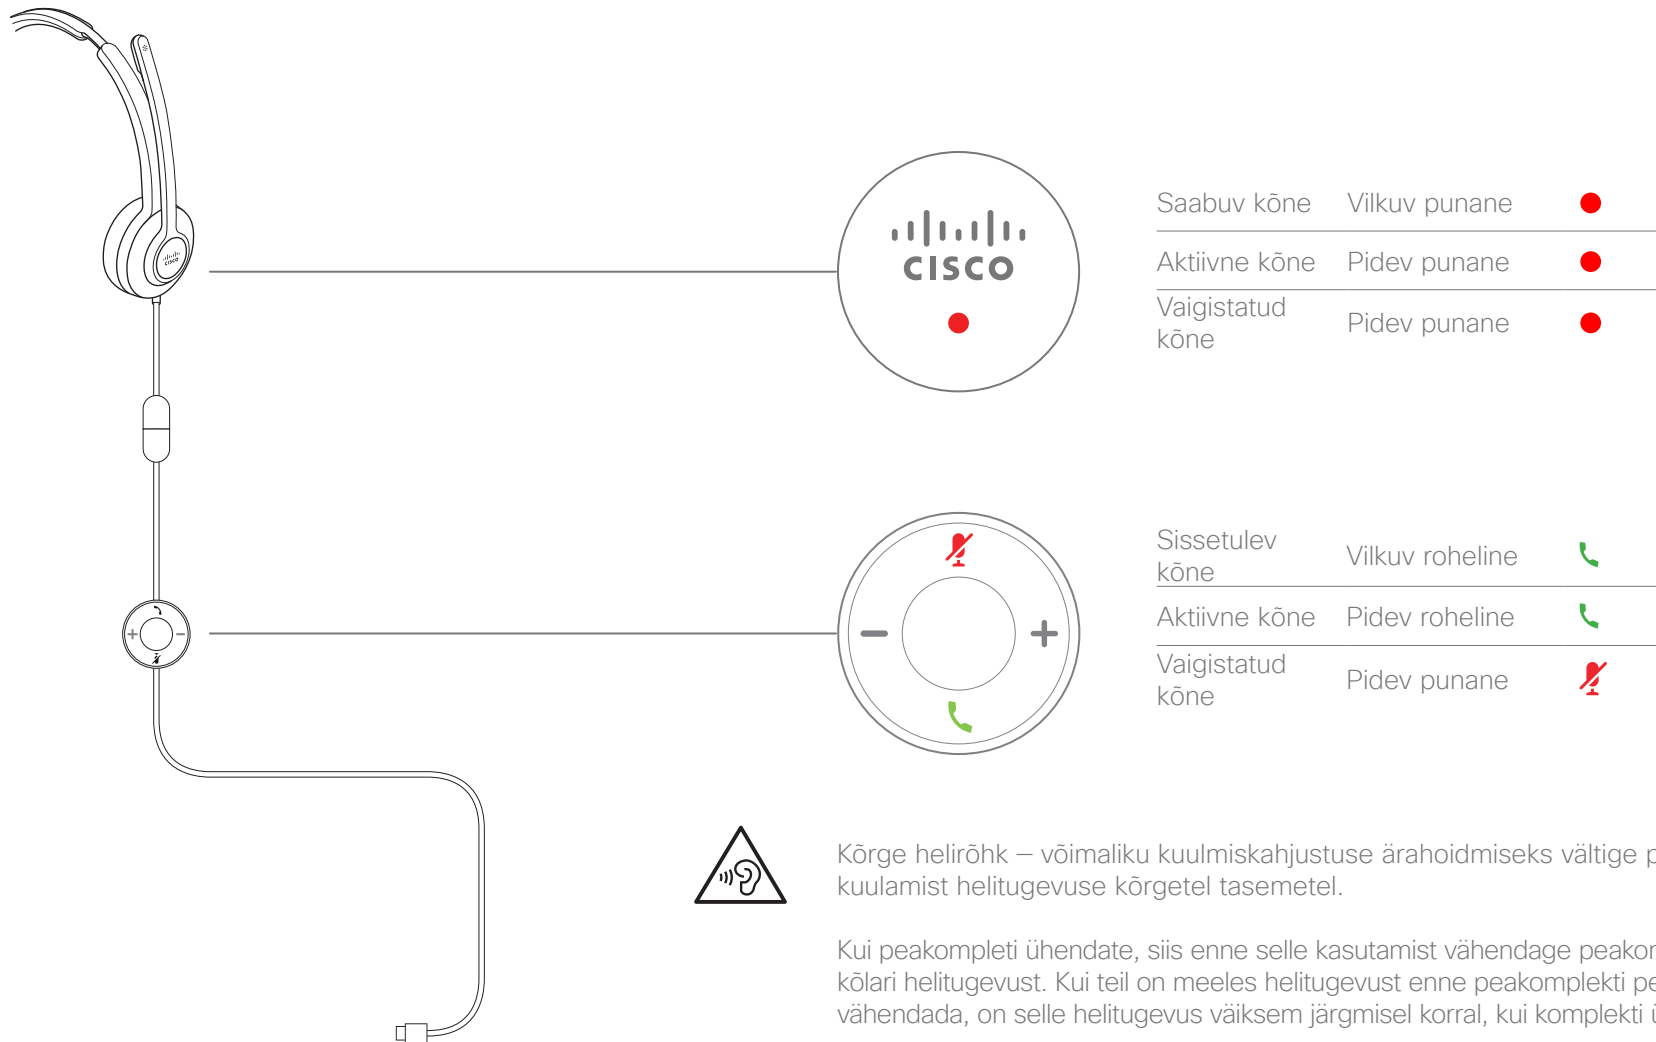 CISCO
CISCO
Saabuv kõne Vilkuv punane
Aktiivne kõne Pidev punane
Vaigistatud
kõne Pidev punane
Sissetulev
kõne Vilkuv roheline
Aktiivne kõne Pidev roheline
Vaigistatud
kõne Pidev punane
Kõrge helirõhk – võimaliku kuulmiskahjustuse ärahoidmiseks vältige
kuulamist helitugevuse kõrgetel tasemetel.
Kui peakompleti ühendate, siis enne selle kasutamist vähendage
kõlari helitugevust. Kui teil on meeles helitugevust enne peakomplekti
vähendada, on selle helitugevus väiksem järgmisel korral, kui komplekti